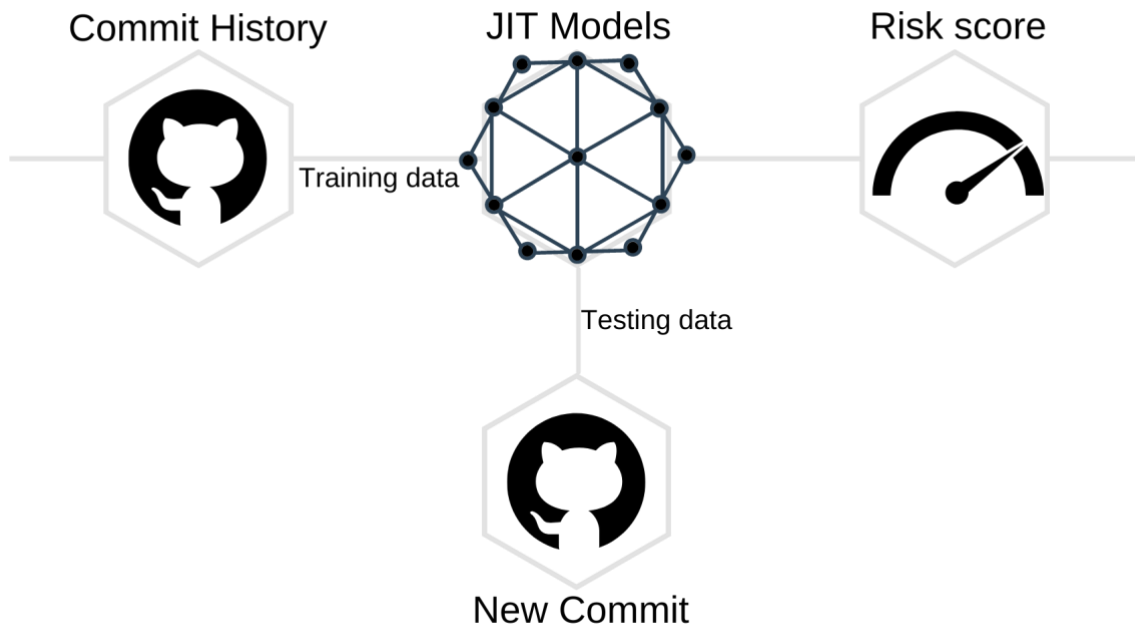 Commit History
JIT Models
Risk score
Training data
Testing data
New Commit